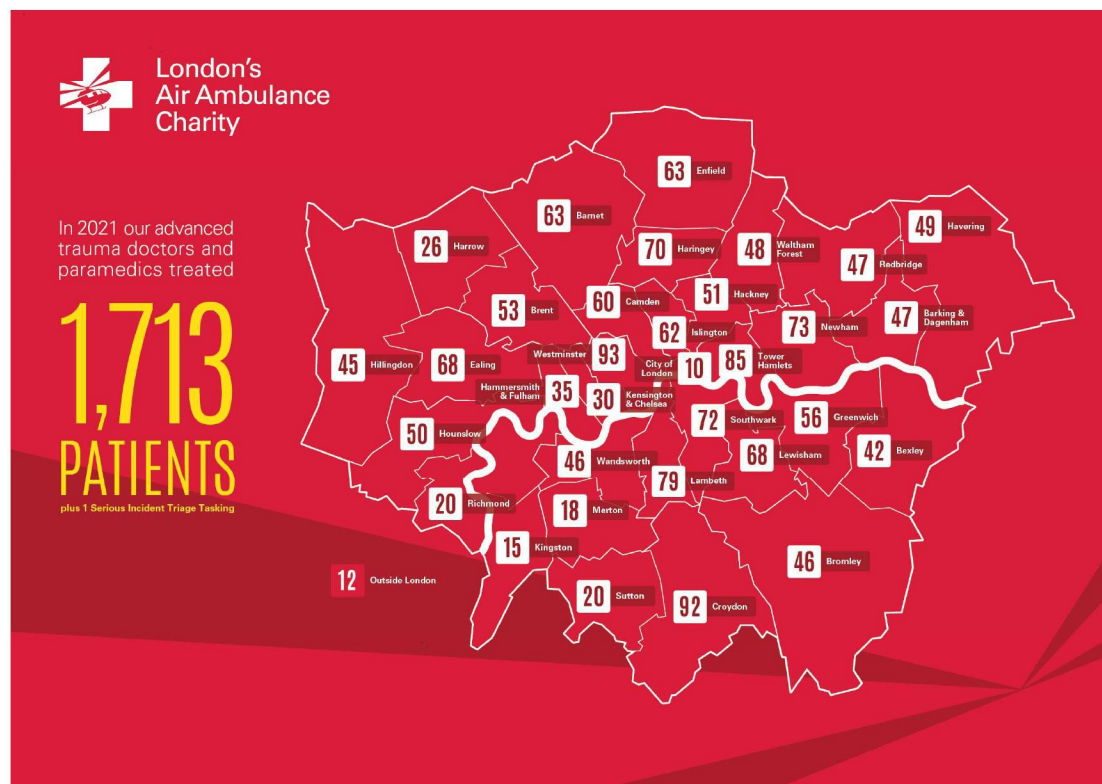 London's
Air Ambulance
Charity
In 2021 our advanced
trauma doctors and
paramedics treated
1,713
PATIENTS
plus 1 Serious Incident Triage Tasking
63 Enfield
63 Barnet
49 Havering
26 Harrow
70 Haringey
48 Waltham
Forest
47 Redbridge
53 Brent
60 Camden
51 Hackney
47 Barking &
Dagenham
62 Islington
73 Newham
45 Hillingdon
68 Ealing
Westminster 93
City of
London 10
85 Tower
Hamlets
Hammersmith
& Fulham 35
30 Kensington
& Chelsea
50 Hounslow
72 Southwark
56 Greenwich
46 Wandsworth
68 Lewisham
42 Bexley
79 Lambeth
20 Richmond
18 Merton
15 Kingston
46 Bromley
12 Outside London
20 Sutton
92 Croydon